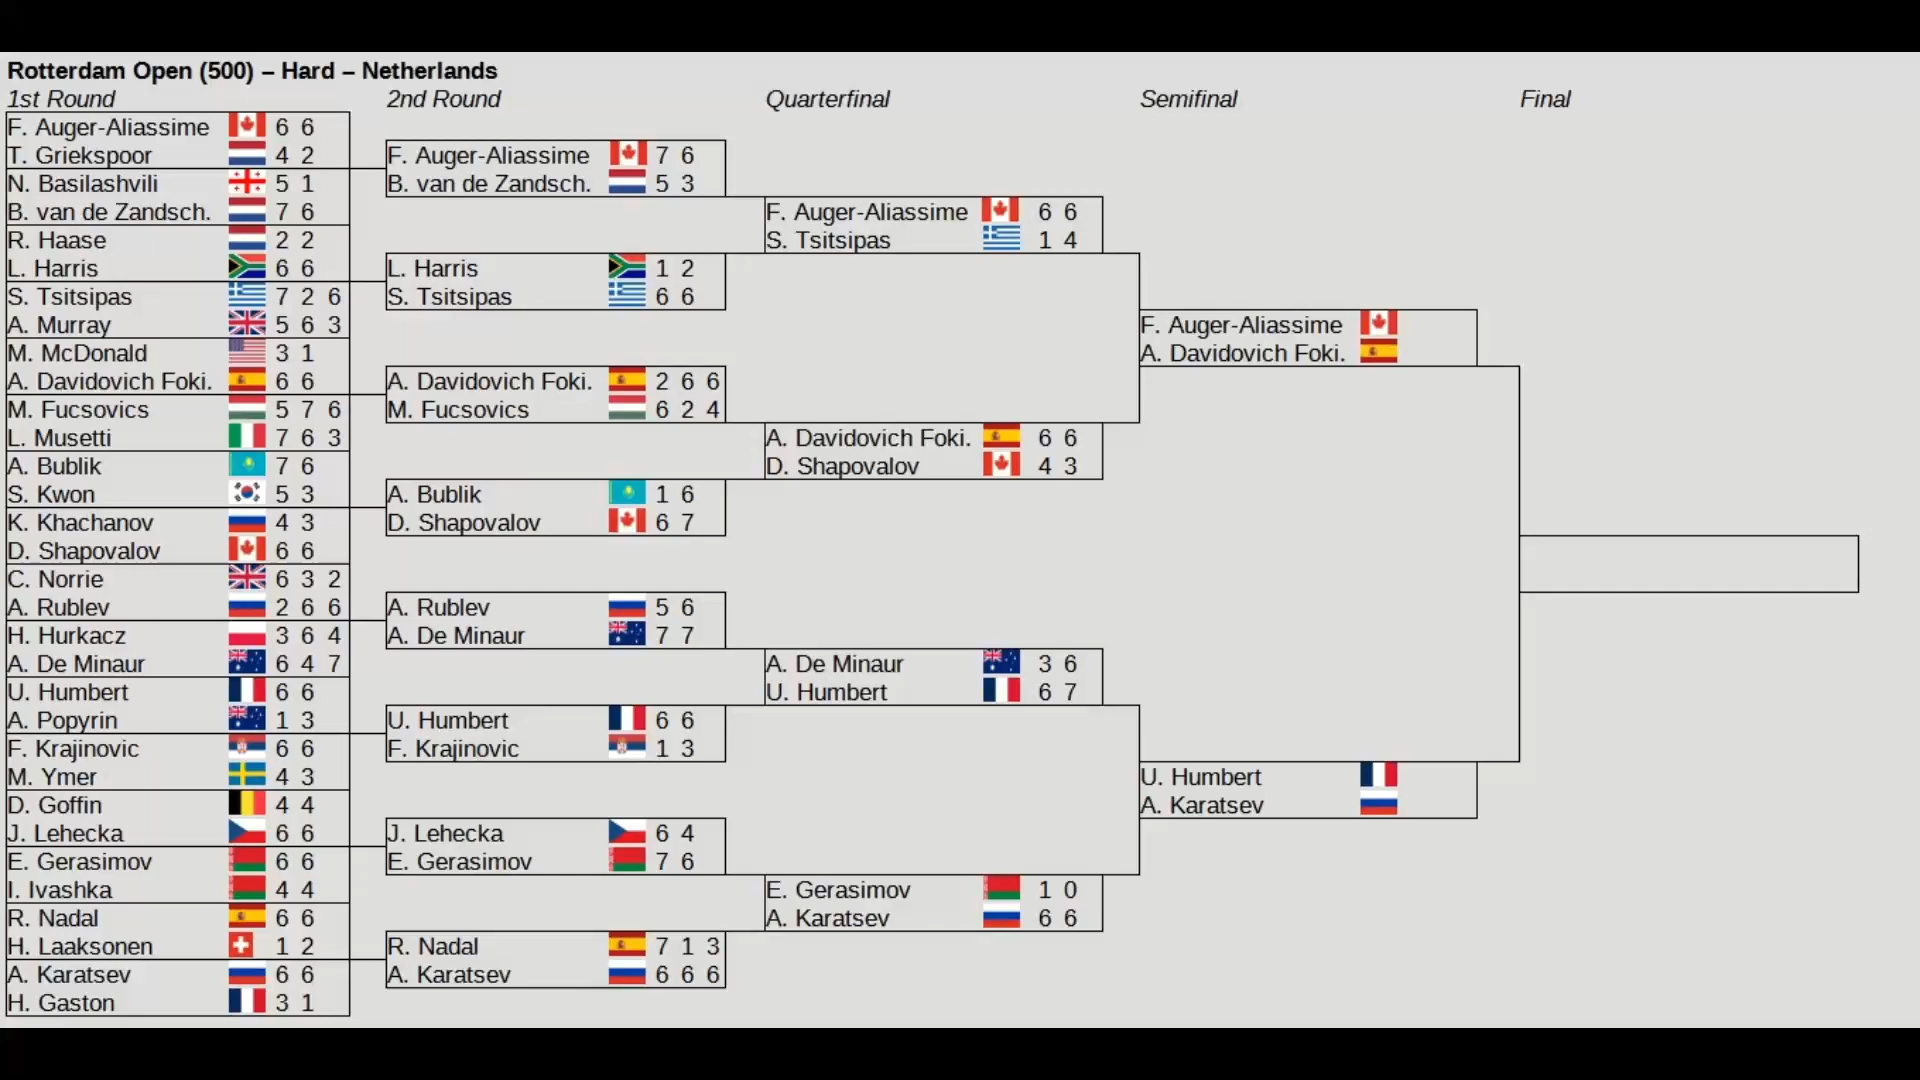 Rotterdam Open (500) – Hard – Netherlands
1st Round 2nd Round Quarterfinal Semifinal Final
F. Auger-Aliassime 6 6
T. Griekspoor 4 2
N. Basilashvili 5 1
B. van de Zandsch. 7 6
R. Haase 2 2
L. Harris 6 6
S. Tsitsipas 7 2 6
A. Murray 5 6 3
M. McDonald 3 1
A. Davidovich Foki. 6 6
M. Fucsovics 5 7 6
L. Musetti 7 6 3
A. Bublik 7 6
S. Kwon 5 3
K. Khachanov 4 3
D. Shapovalov 6 6
C. Norrie 6 3 2
A. Rublev 2 6 6
H. Hurkacz 3 6 4
A. De Minaur 6 4 7
U. Humbert 6 6
A. Popyrin 1 3
F. Krajinovic 6 6
M. Ymer 4 3
D. Goffin 4 4
J. Lehecka 6 6
E. Gerasimov 6 6
I. Ivashka 4 4
R. Nadal 6 6
H. Laaksonen 1 2
A. Karatsev 6 6
H. Gaston 3 1
F. Auger-Aliassime 7 6
B. van de Zandsch. 5 3
L. Harris 1 2
S. Tsitsipas 6 6
A. Davidovich Foki. 2 6 6
M. Fucsovics 6 2 4
A. Bublik 1 6
D. Shapovalov 6 7
A. Rublev 5 6
A. De Minaur 7 7
U. Humbert 6 6
F. Krajinovic 1 3
J. Lehecka 6 4
E. Gerasimov 7 6
R. Nadal 7 1 3
A. Karatsev 6 6 6
F. Auger-Aliassime 6 6
S. Tsitsipas 1 4
A. Davidovich Foki. 6 6
D. Shapovalov 4 3
A. De Minaur 3 6
U. Humbert 6 7
E. Gerasimov 1 0
A. Karatsev 6 6
F. Auger-Aliassime
A. Davidovich Foki.
U. Humbert
A. Karatsev